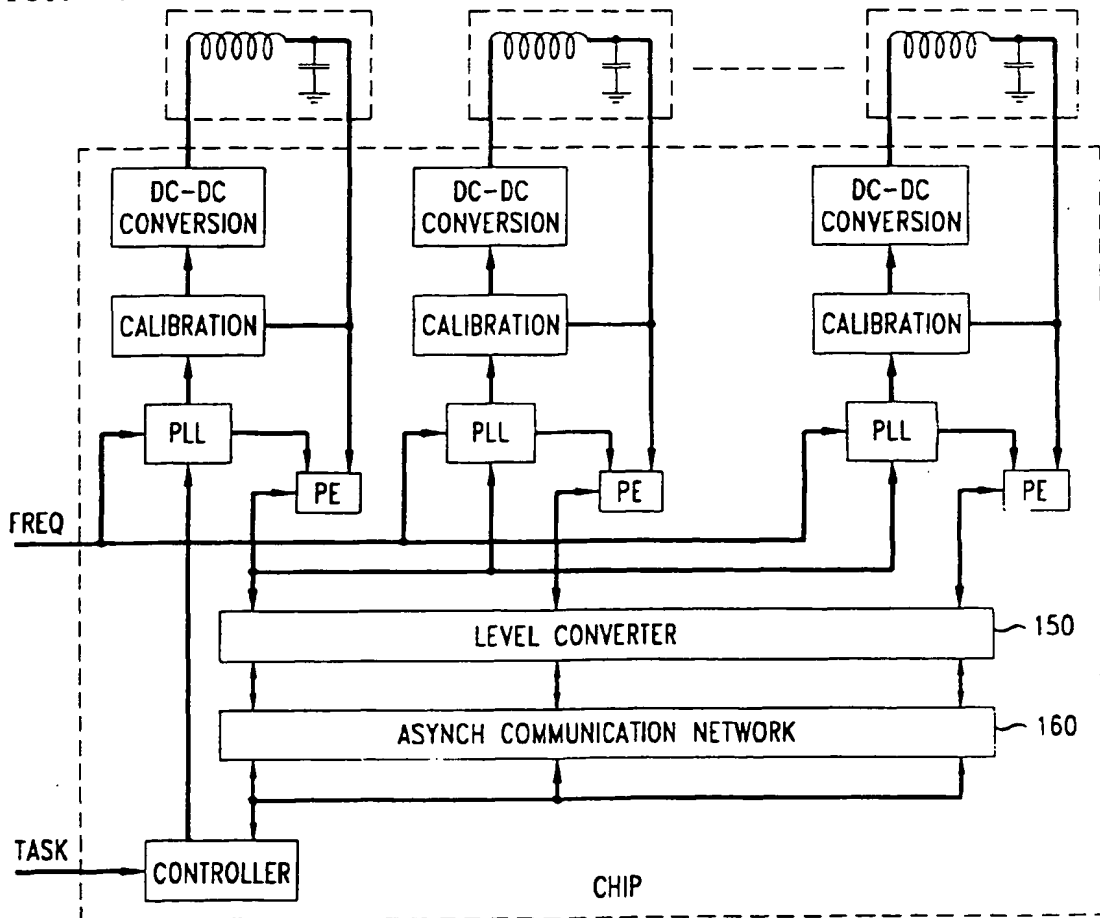 DC-DC
CONVERSION
DC-DC
CONVERSION
DC-DC
CONVERSION
CALIBRATION
CALIBRATION
CALIBRATION
PLL
PLL
PLL
PE
PE
PE
FREQ
LEVEL CONVERTER
150
ASYNCH COMMUNICATION NETWORK
160
TASK
CONTROLLER
CHIP